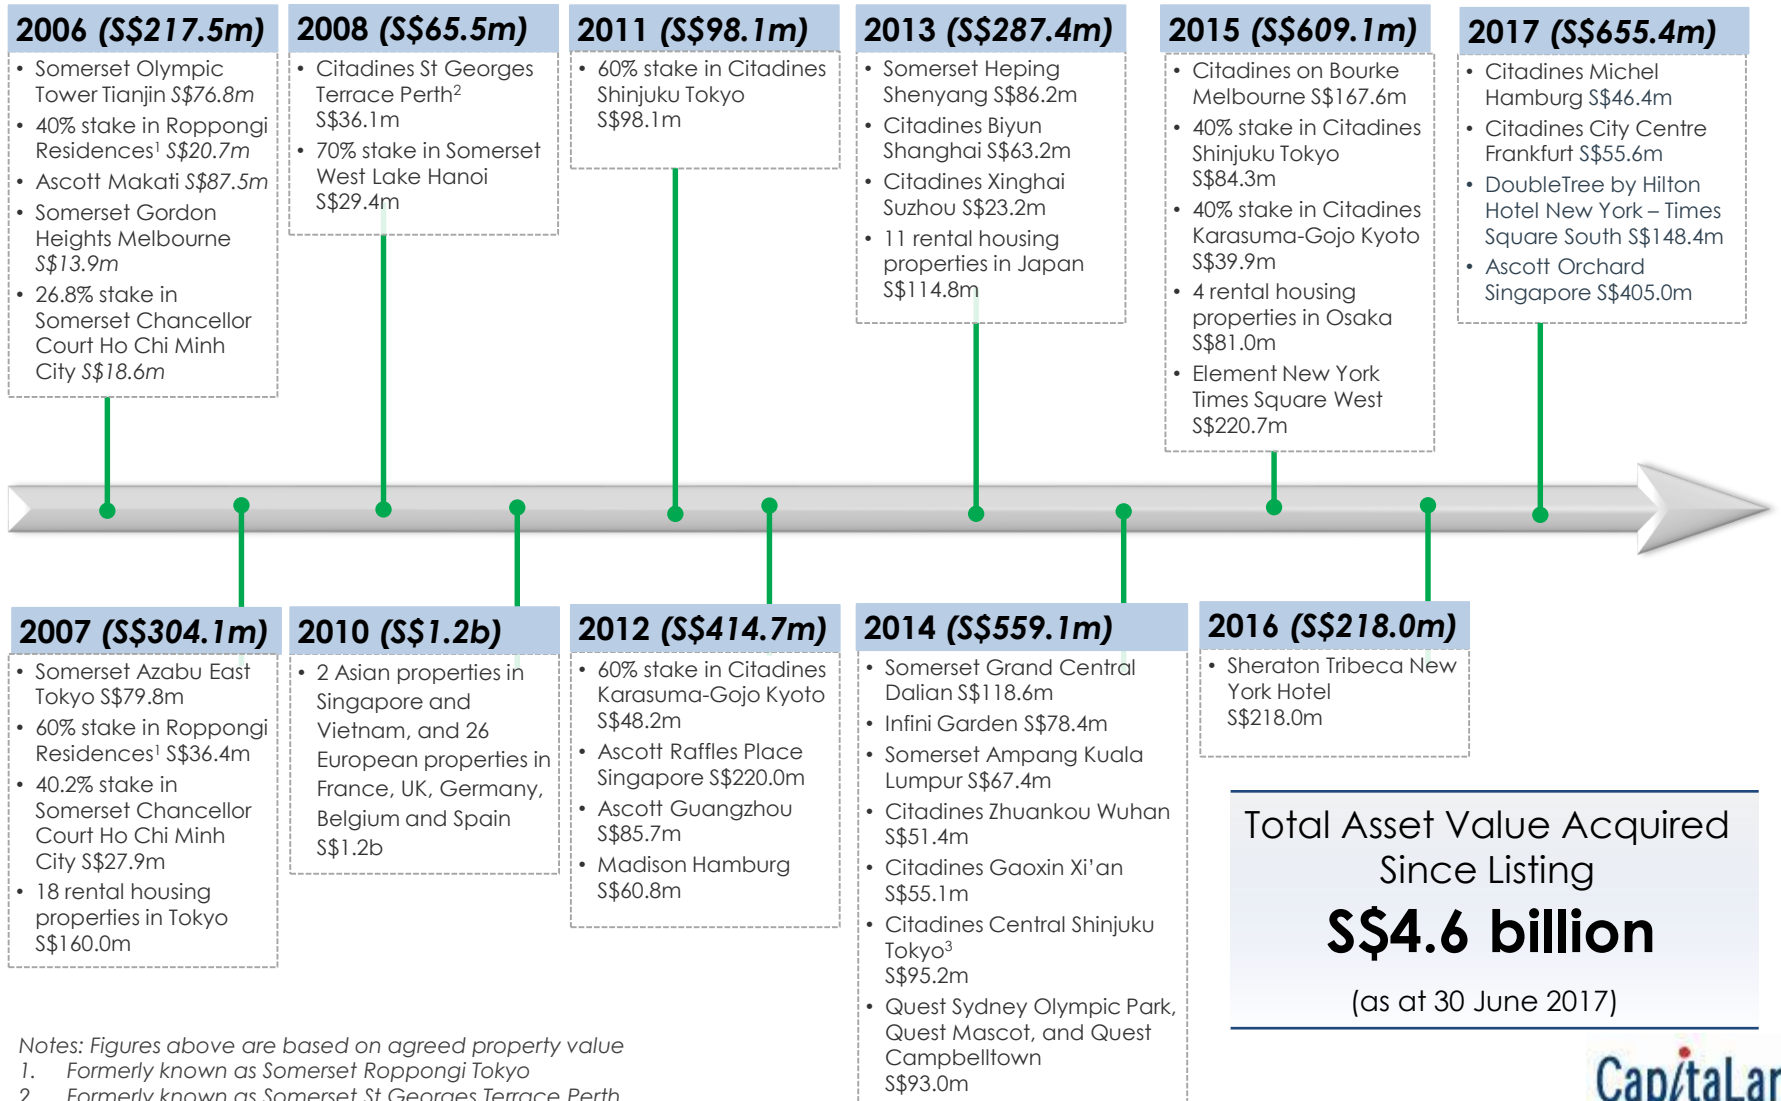 2006 (S$217.5m)
• Somerset Olympic
Tower Tianjin S$76.8m
• 40% stake in Roppongi
Residences¹ S$20.7m
• Ascott Makati S$87.5m
• Somerset Gordon
Heights Melbourne
S$13.9m
• 26.8% stake in
Somerset Chancellor
Court Ho Chi Minh
City S$18.6m
2008 (S$65.5m)
• Citadines St Georges
Terrace Perth²
S$36.1m
• 70% stake in Somerset
West Lake Hanoi
S$29.4m
2011 (S$98.1m)
• 60% stake in Citadines
Shinjuku Tokyo
S$98.1m
2013 (S$287.4m)
• Somerset Heping
Shenyang S$86.2m
• Citadines Biyun
Shanghai S$63.2m
• Citadines Xinghai
Suzhou S$23.2m
• 11 rental housing
properties in Japan
S$114.8m
2015 (S$609.1m)
• Citadines on Bourke
Melbourne S$167.6m
• 40% stake in Citadines
Shinjuku Tokyo
S$84.3m
• 40% stake in Citadines
Karasuma-Gojo Kyoto
S$39.9m
• 4 rental housing
properties in Osaka
S$81.0m
• Element New York
Times Square West
S$220.7m
2017 (S$655.4m)
• Citadines Michel
Hamburg S$46.4m
• Citadines City Centre
Frankfurt S$55.6m
• DoubleTree by Hilton
Hotel New York – Times
Square South S$148.4m
• Ascott Orchard
Singapore S$405.0m
2007 (S$304.1m)
• Somerset Azabu East
Tokyo S$79.8m
• 60% stake in Roppongi
Residences¹ S$36.4m
• 40.2% stake in
Somerset Chancellor
Court Ho Chi Minh
City S$27.9m
• 18 rental housing
properties in Tokyo
S$160.0m
2010 (S$1.2b)
• 2 Asian properties in
Singapore and
Vietnam, and 26
European properties in
France, UK, Germany,
Belgium and Spain
S$1.2b
2012 (S$414.7m)
• 60% stake in Citadines
Karasuma-Gojo Kyoto
S$48.2m
• Ascott Raffles Place
Singapore S$220.0m
• Ascott Guangzhou
S$85.7m
• Madison Hamburg
S$60.8m
2014 (S$559.1m)
• Somerset Grand Central
Dalian S$118.6m
• Infini Garden S$78.4m
• Somerset Ampang Kuala
Lumpur S$67.4m
• Citadines Zhuankou Wuhan
S$51.4m
• Citadines Gaoxin Xi’an
S$55.1m
• Citadines Central Shinjuku
Tokyo³
S$95.2m
• Quest Sydney Olympic Park,
Quest Mascot, and Quest
Campbelltown
S$93.0m
2016 (S$218.0m)
• Sheraton Tribeca New
York Hotel
S$218.0m
Total Asset Value Acquired
Since Listing
S$4.6 billion
(as at 30 June 2017)
Notes: Figures above are based on agreed property value
1. Formerly known as Somerset Roppongi Tokyo
2. Formerly known as Somerset St Georges Terrace Perth
CapitaLan